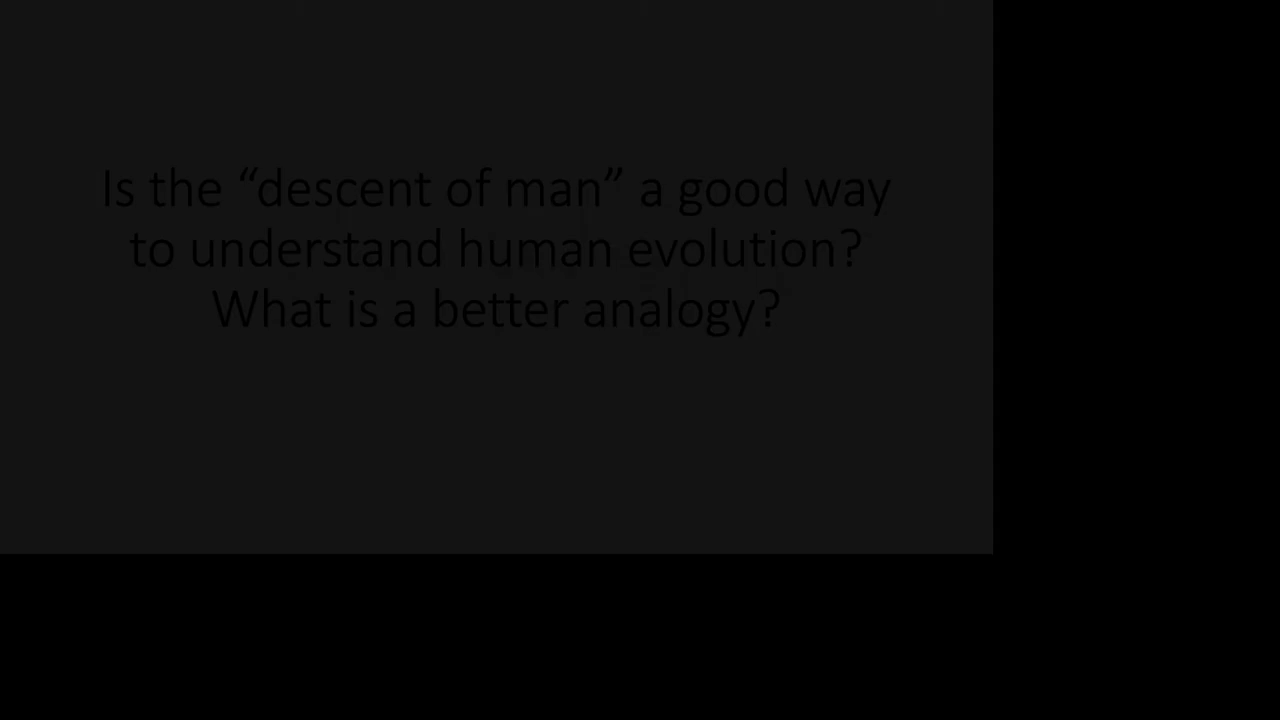 Is the “descent of man” a good way
to understand human evolution?
What is a better analogy?